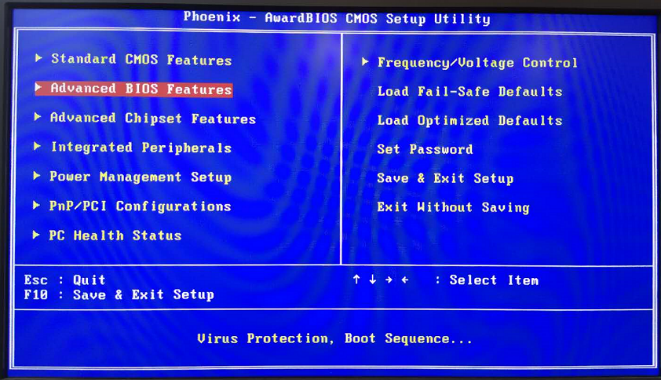 Phoenix - AwardBIOS CMOS Setup Utility
▶ Standard CMOS Features
▶ Advanced BIOS Features
▶ Advanced Chipset Features
▶ Integrated Peripherals
▶ Power Management Setup
▶ PnP/PCI Configurations
▶ PC Health Status
▶ Frequency/Voltage Control
Load Fail-Safe Defaults
Load Optimized Defaults
Set Password
Save & Exit Setup
Exit Without Saving
Esc : Quit
F10 : Save & Exit Setup
↑ ↓ → ← : Select Item
Virus Protection, Boot Sequence...